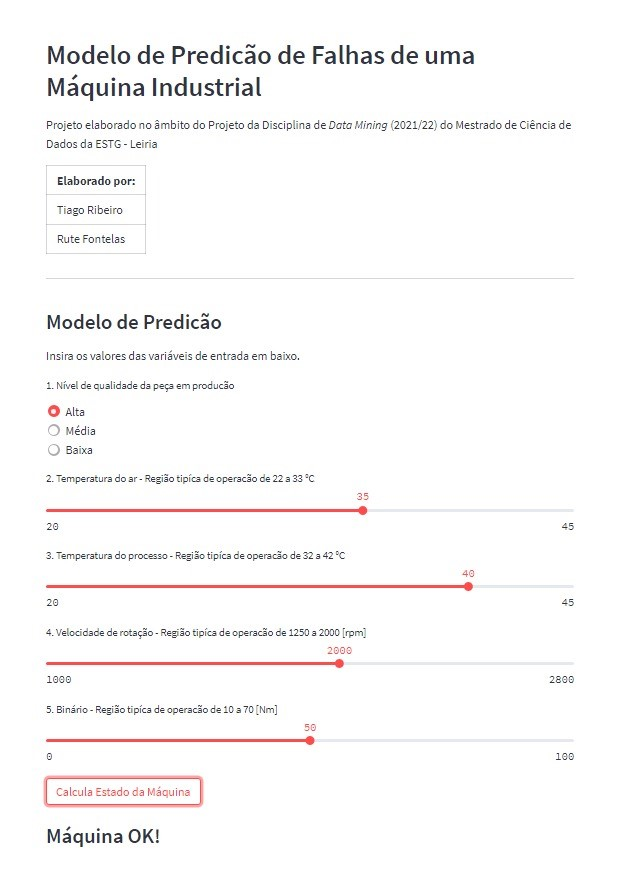 Modelo de Predicão de Falhas de uma
Máquina Industrial
Projeto elaborado no âmbito do Projeto da Disciplina de Data Mining (2021/22) do Mestrado de Ciência de
Dados da ESTG - Leiria
Elaborado por:
Tiago Ribeiro
Rute Fontelas
Modelo de Predicão
Insira os valores das variáveis de entrada em baixo.
1. Nível de qualidade da peça em producão
Alta
Média
Baixa
2. Temperatura do ar - Região tipíca de operacão de 22 a 33 ºC
35
20 45
3. Temperatura do processo - Região tipíca de operacão de 32 a 42 ºC
40
20 45
4. Velocidade de rotação - Região tipíca de operacão de 1250 a 2000 [rpm]
2000
1000 2800
5. Binário - Região tipíca de operacão de 10 a 70 [Nm]
50
0 100
Calcula Estado da Máquina
Máquina OK!